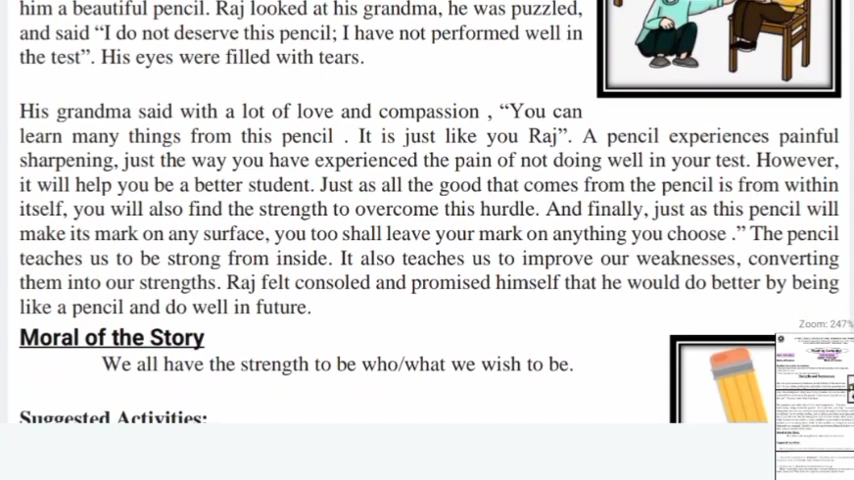 him a beautiful pencil. Raj looked at his grandma, he was puzzled,
and said “I do not deserve this pencil; I have not performed well in
the test”. His eyes were filled with tears.
His grandma said with a lot of love and compassion , “You can
learn many things from this pencil . It is just like you Raj”. A pencil experiences painful
sharpening, just the way you have experienced the pain of not doing well in your test. However,
it will help you be a better student. Just as all the good that comes from the pencil is from within
itself, you will also find the strength to overcome this hurdle. And finally, just as this pencil will
make its mark on any surface, you too shall leave your mark on anything you choose .” The pencil
teaches us to be strong from inside. It also teaches us to improve our weaknesses, converting
them into our strengths. Raj felt consoled and promised himself that he would do better by being
like a pencil and do well in future.
Zoom: 247%
Moral of the Story
We all have the strength to be who/what we wish to be.
Suggested Activities: